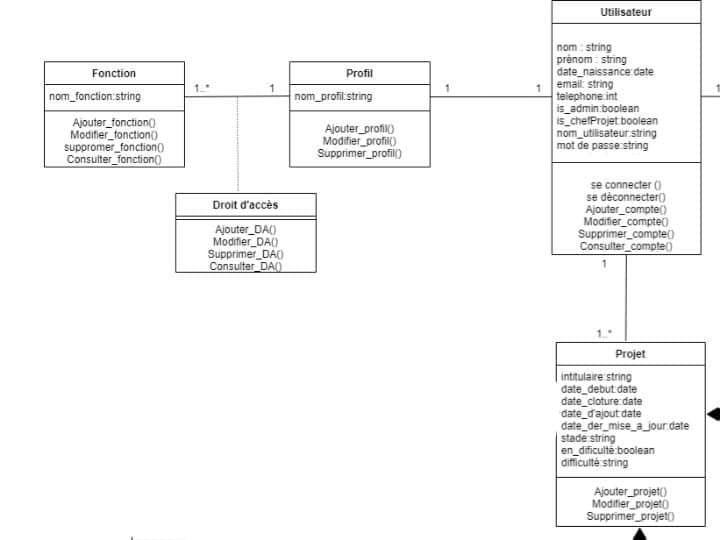 Utilisateur
nom : string
prénom : string
date_naissance:date
email: string
telephone:int
is_admin:boolean
is_chefProjet:boolean
nom_utilisateur:string
mot de passe:string
se connecter ()
se déconnecter()
Ajouter_compte()
Modifier_compte()
Supprimer_compte()
Consulter_compte()
Fonction
nom_fonction:string
Ajouter_fonction()
Modifier_fonction()
suppromer_fonction()
Consulter_fonction()
1..*
1
Profil
nom_profil:string
Ajouter_profil()
Modifier_profil()
Supprimer_profil()
1
1
1
Droit d'accès
Ajouter_DA()
Modifier_DA()
Supprimer_DA()
Consulter_DA()
1
1..*
Projet
intitulaire:string
date_debut:date
date_cloture:date
date_d'ajout:date
date_der_mise_a_jour:date
stade:string
en_dificulté:boolean
difficulté:string
Ajouter_projet()
Modifier_projet()
Supprimer_projet()